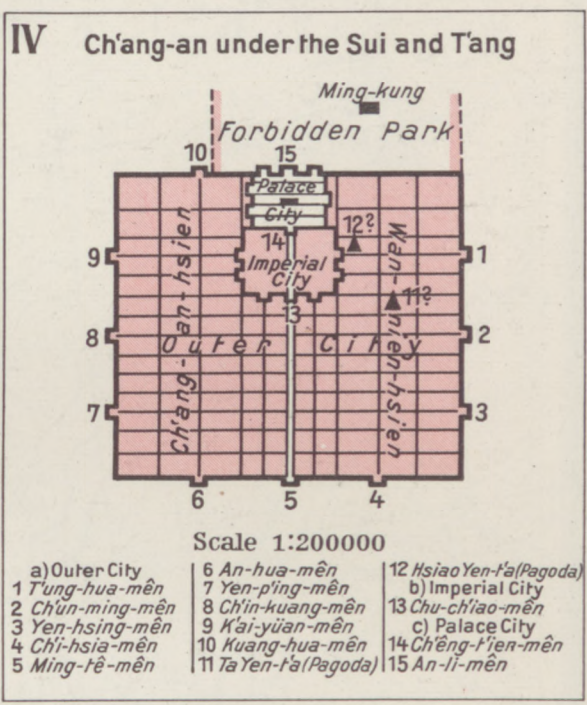 IV Ch'ang-an under the Sui and T'ang
Ming-kung
Forbidden Park
10
15
Palace
City
12?
14
9
Imperial
City
1
11?
13
Ch'ang-an-hsien
Wan-nien-hsien
8
Outer City
2
7
3
6
5
4
Scale 1:200000
a) Outer City
1 T'ung-hua-mên
2 Ch'un-ming-mên
3 Yen-hsing-mên
4 Ch'i-hsia-mên
5 Ming-tê-mên
6 An-hua-mên
7 Yen-p'ing-mên
8 Ch'in-kuang-mên
9 K'ai-yüan-mên
10 Kuang-hua-mên
11 Ta Yen-t'a (Pagoda)
12 Hsiao Yen-t'a (Pagoda)
b) Imperial City
13 Chu-ch'iao-mên
c) Palace City
14 Ch'êng-t'ien-mên
15 An-li-mên